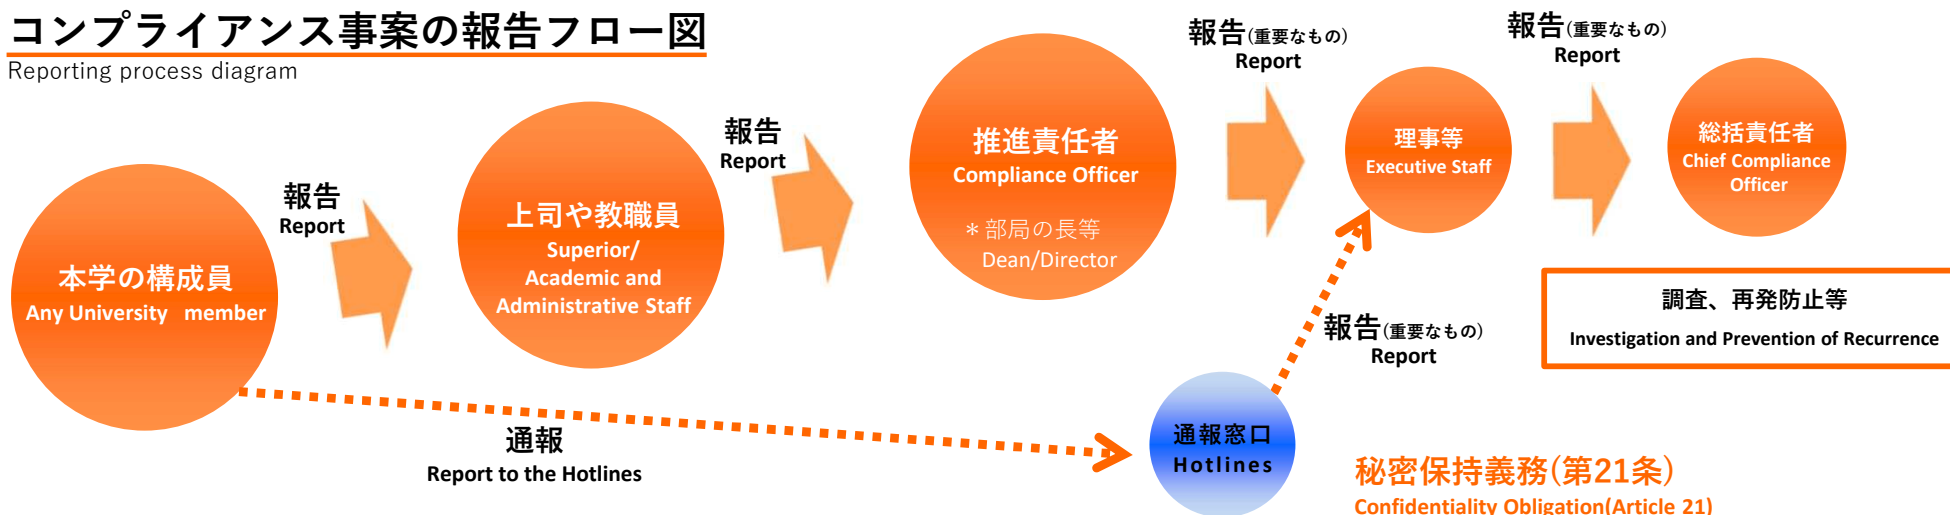 コンプライアンス事案の報告フロー図
Reporting process diagram
本学の構成員
Any University member
報告
Report
上司や教職員
Superior/
Academic and
Administrative Staff
報告
Report
推進責任者
Compliance Officer
＊部局の長等
Dean/Director
報告(重要なもの)
Report
理事等
Executive Staff
報告(重要なもの)
Report
総括責任者
Chief Compliance
Officer
調査、再発防止等
Investigation and Prevention of Recurrence
通報
Report to the Hotlines
通報窓口
Hotlines
報告(重要なもの)
Report
秘密保持義務(第21条)
Confidentiality Obligation(Article 21)